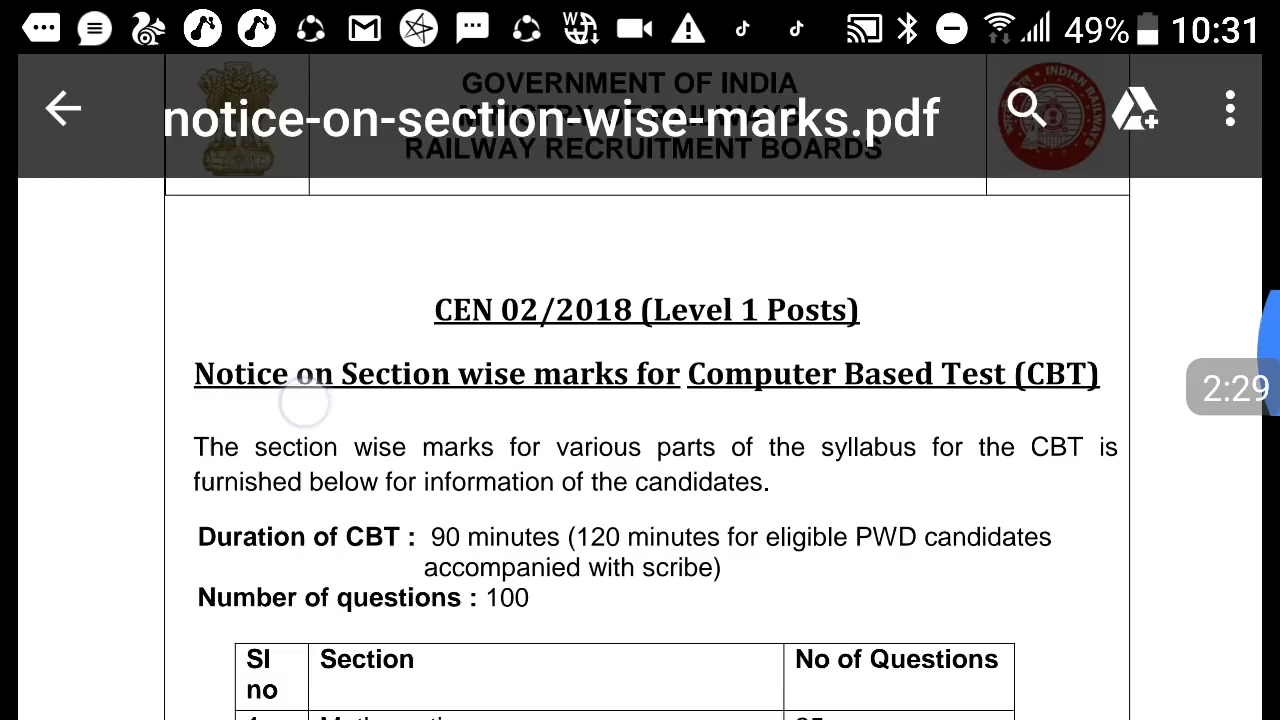 49% 10:31
GOVERNMENT OF INDIA
MINISTRY OF RAILWAYS
notice-on-section-wise-marks.pdf
RAILWAY RECRUITMENT BOARDS
INDIAN RAILWAYS
CEN 02/2018 (Level 1 Posts)
Notice on Section wise marks for Computer Based Test (CBT)
2:29
The section wise marks for various parts of the syllabus for the CBT is
furnished below for information of the candidates.
Duration of CBT : 90 minutes (120 minutes for eligible PWD candidates
accompanied with scribe)
Number of questions : 100
Sl no Section No of Questions